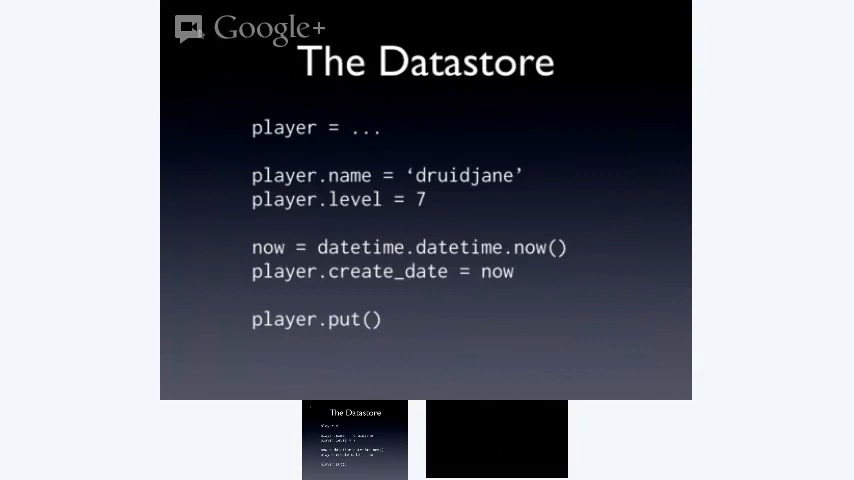 Google+
The Datastore
player = ...
player.name = ‘druidjane’
player.level = 7
now = datetime.datetime.now()
player.create_date = now
player.put()
The Datastore